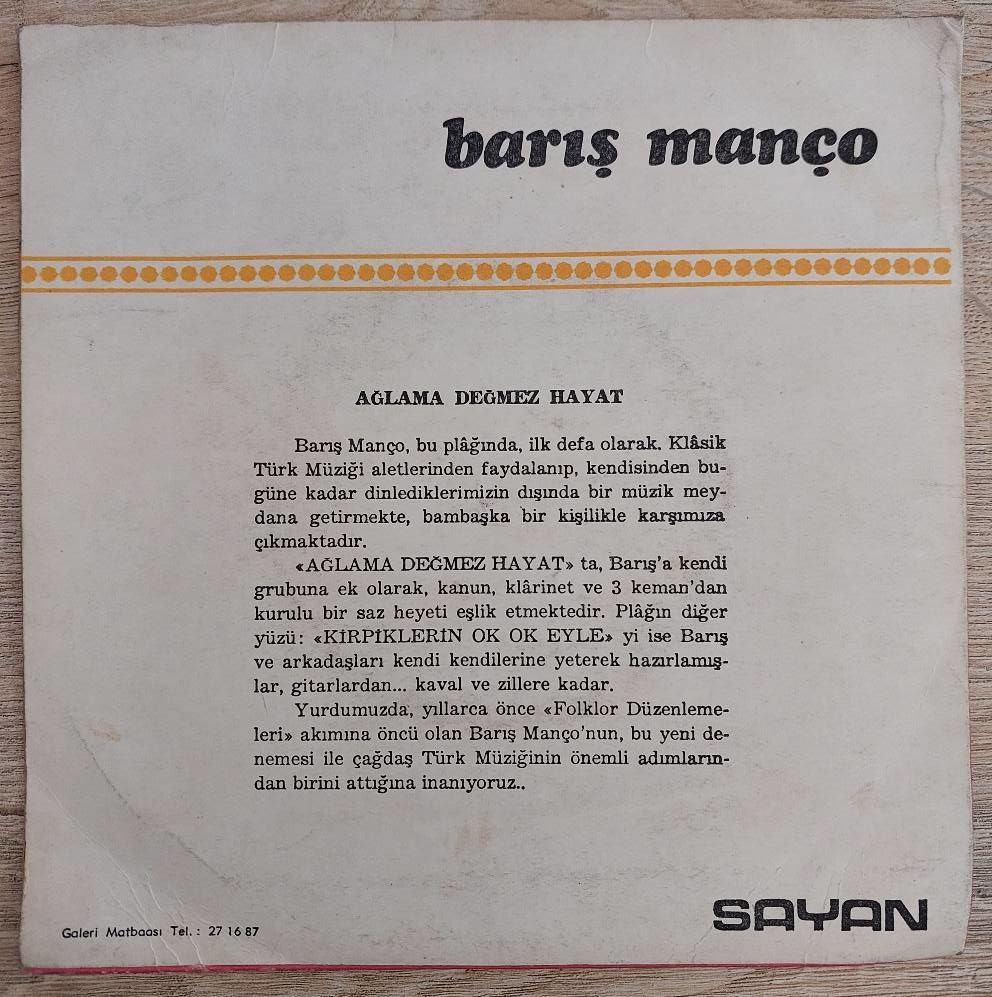 barış manço
AĞLAMA DEĞMEZ HAYAT
Barış Manço, bu plâğında, ilk defa olarak. Klâsik
Türk Müziği aletlerinden faydalanıp, kendisinden bu-
güne kadar dinlediklerimizin dışında bir müzik mey-
dana getirmekte, bambaşka bir kişilikle karşımıza
çıkmaktadır.
«AĞLAMA DEĞMEZ HAYAT» ta, Barış'a kendi
grubuna ek olarak, kanun, klârinet ve 3 keman'dan
kurulu bir saz heyeti eşlik etmektedir. Plâğın diğer
yüzü: «KİRPİKLERİN OK OK EYLE» yi ise Barış
ve arkadaşları kendi kendilerine yeterek hazırlamış-
lar, gitarlardan... kaval ve zillere kadar.
Yurdumuzda, yıllarca önce «Folklor Düzenleme-
leri» akımına öncü olan Barış Manço'nun, bu yeni de-
nemesi ile çağdaş Türk Müziğinin önemli adımların-
dan birini attığına inanıyoruz..
SAYAN
Galeri Matbaası Tel.: 27 16 87